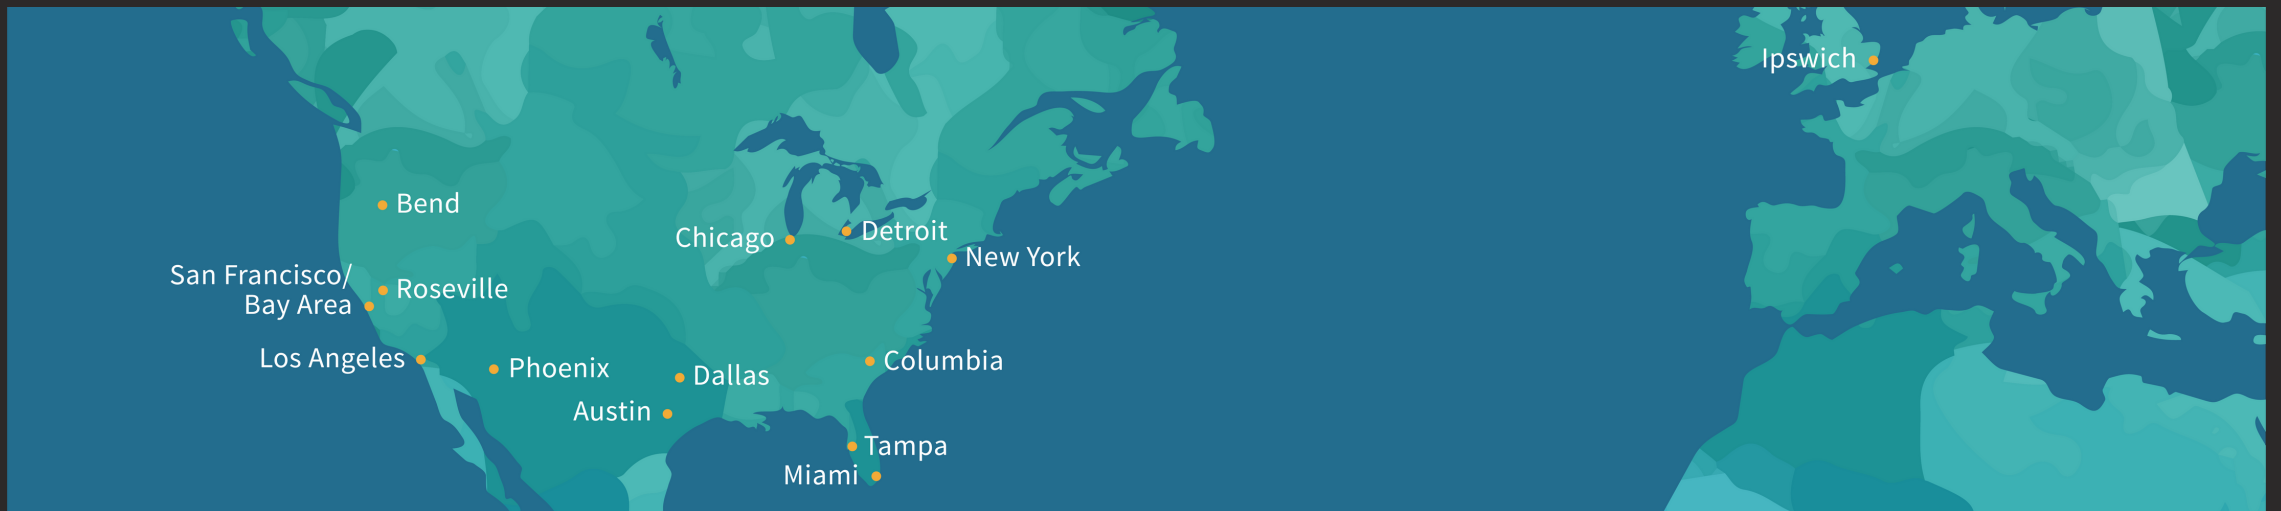 Ipswich
Bend
Chicago
Detroit
New York
San Francisco/
Bay Area
Roseville
Los Angeles
Phoenix
Dallas
Columbia
Austin
Tampa
Miami